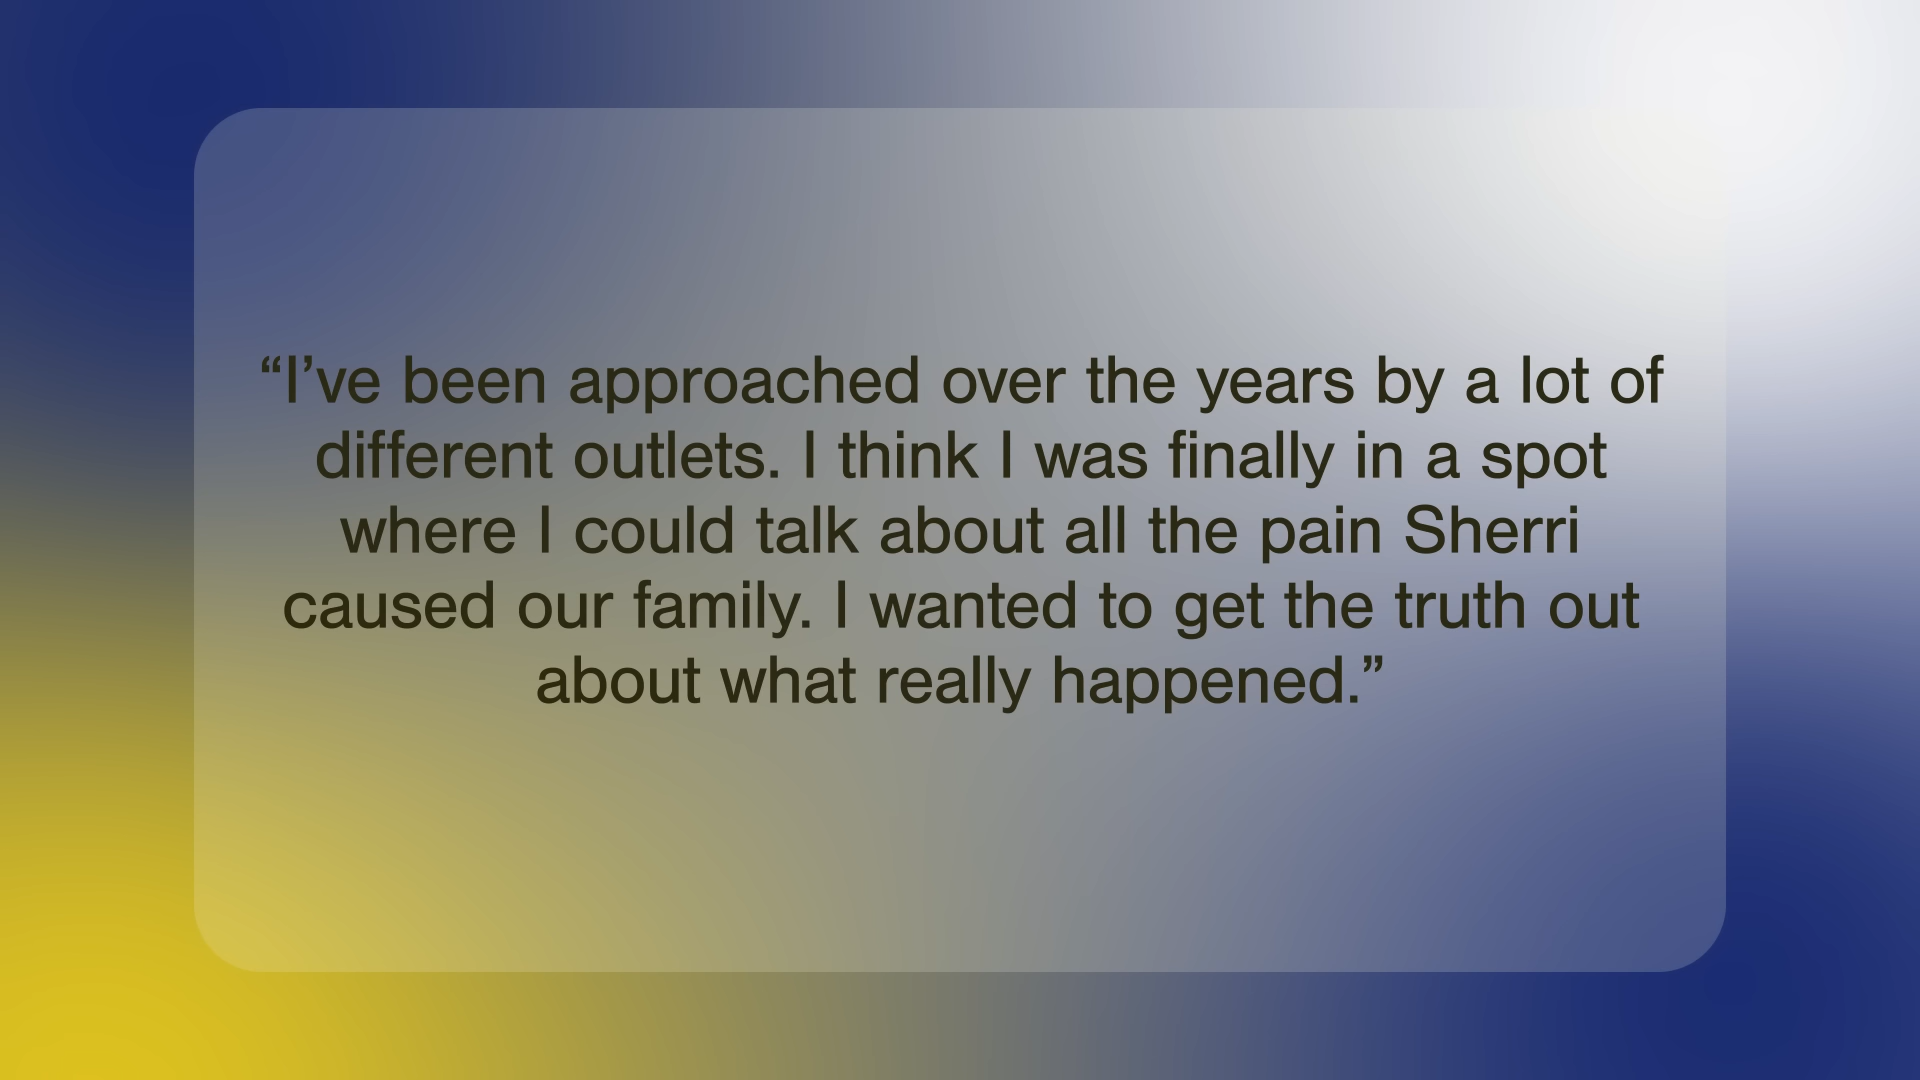 “I’ve been approached over the years by a lot of
different outlets. I think I was finally in a spot
where I could talk about all the pain Sherri
caused our family. I wanted to get the truth out
about what really happened.”